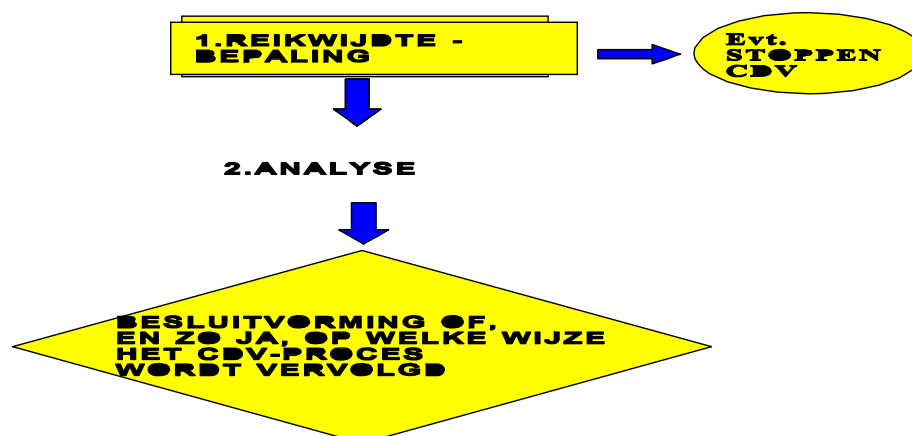 1.REIKWIJDTE -
BEPALING
Evt.
STOPPEN
CDV
2.ANALYSE
BESLUITVORMING OF,
EN ZO JA, OP WELKE WIJZE
HET CDV-PROCES
WORDT VERVOLGD